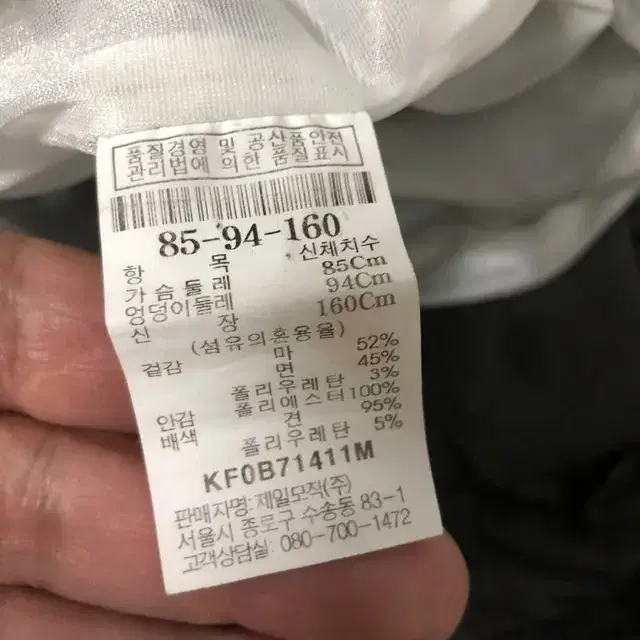 품질경영 및 공산품안전
관리법에 의한 품질표시
85-94-160
항 목 신체치수
가슴둘레 85Cm
엉덩이둘레 94Cm
신 장 160Cm
(섬유의혼용율)
겉감 마 52%
면 45%
폴리우레탄 3%
안감 폴리에스터 100%
배색 견 95%
폴리우레탄 5%
KF0B71411M
판매자명: 제일모직(주)
서울시 종로구 수송동 83-1
고객상담실: 080-700-1472